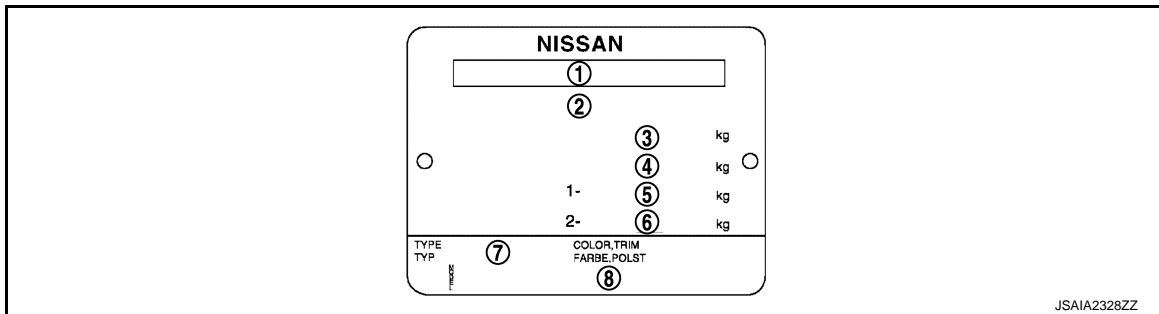 NISSAN
①
②
③ kg
④ kg
1- ⑤ kg
2- ⑥ kg
TYPE COLOR,TRIM
TYP ⑦ FARBE,POLST
MODEL ⑧
JSAIA2328ZZ